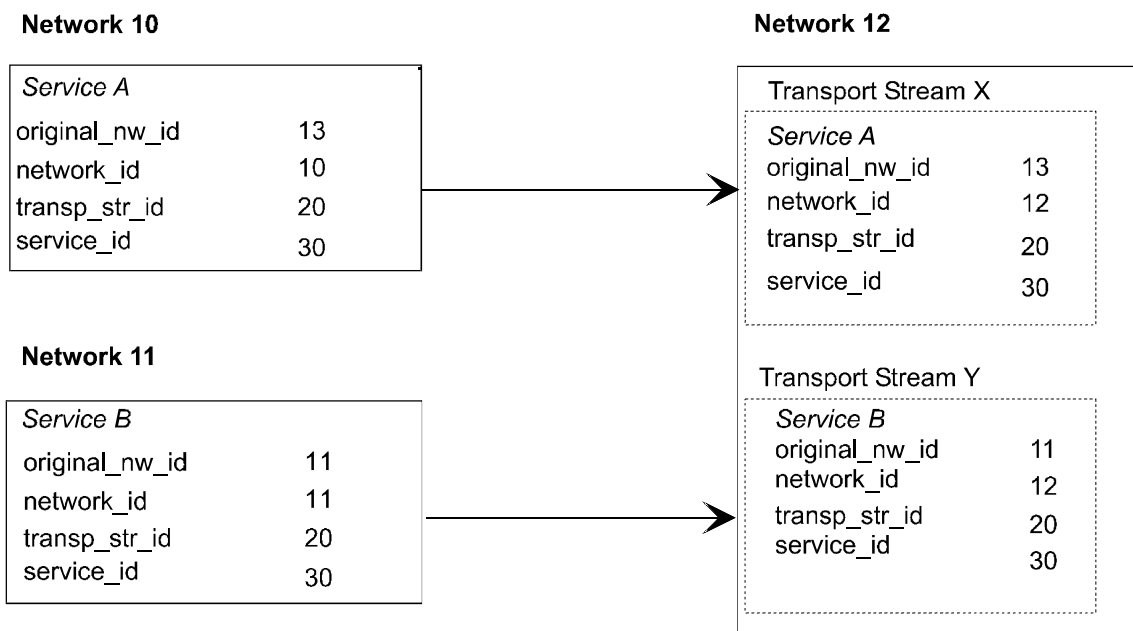 Network 10
Service A
original_nw_id 13
network_id 10
transp_str_id 20
service_id 30
Network 11
Service B
original_nw_id 11
network_id 11
transp_str_id 20
service_id 30
Network 12
Transport Stream X
Service A
original_nw_id 13
network_id 12
transp_str_id 20
service_id 30
Transport Stream Y
Service B
original_nw_id 11
network_id 12
transp_str_id 20
service_id 30